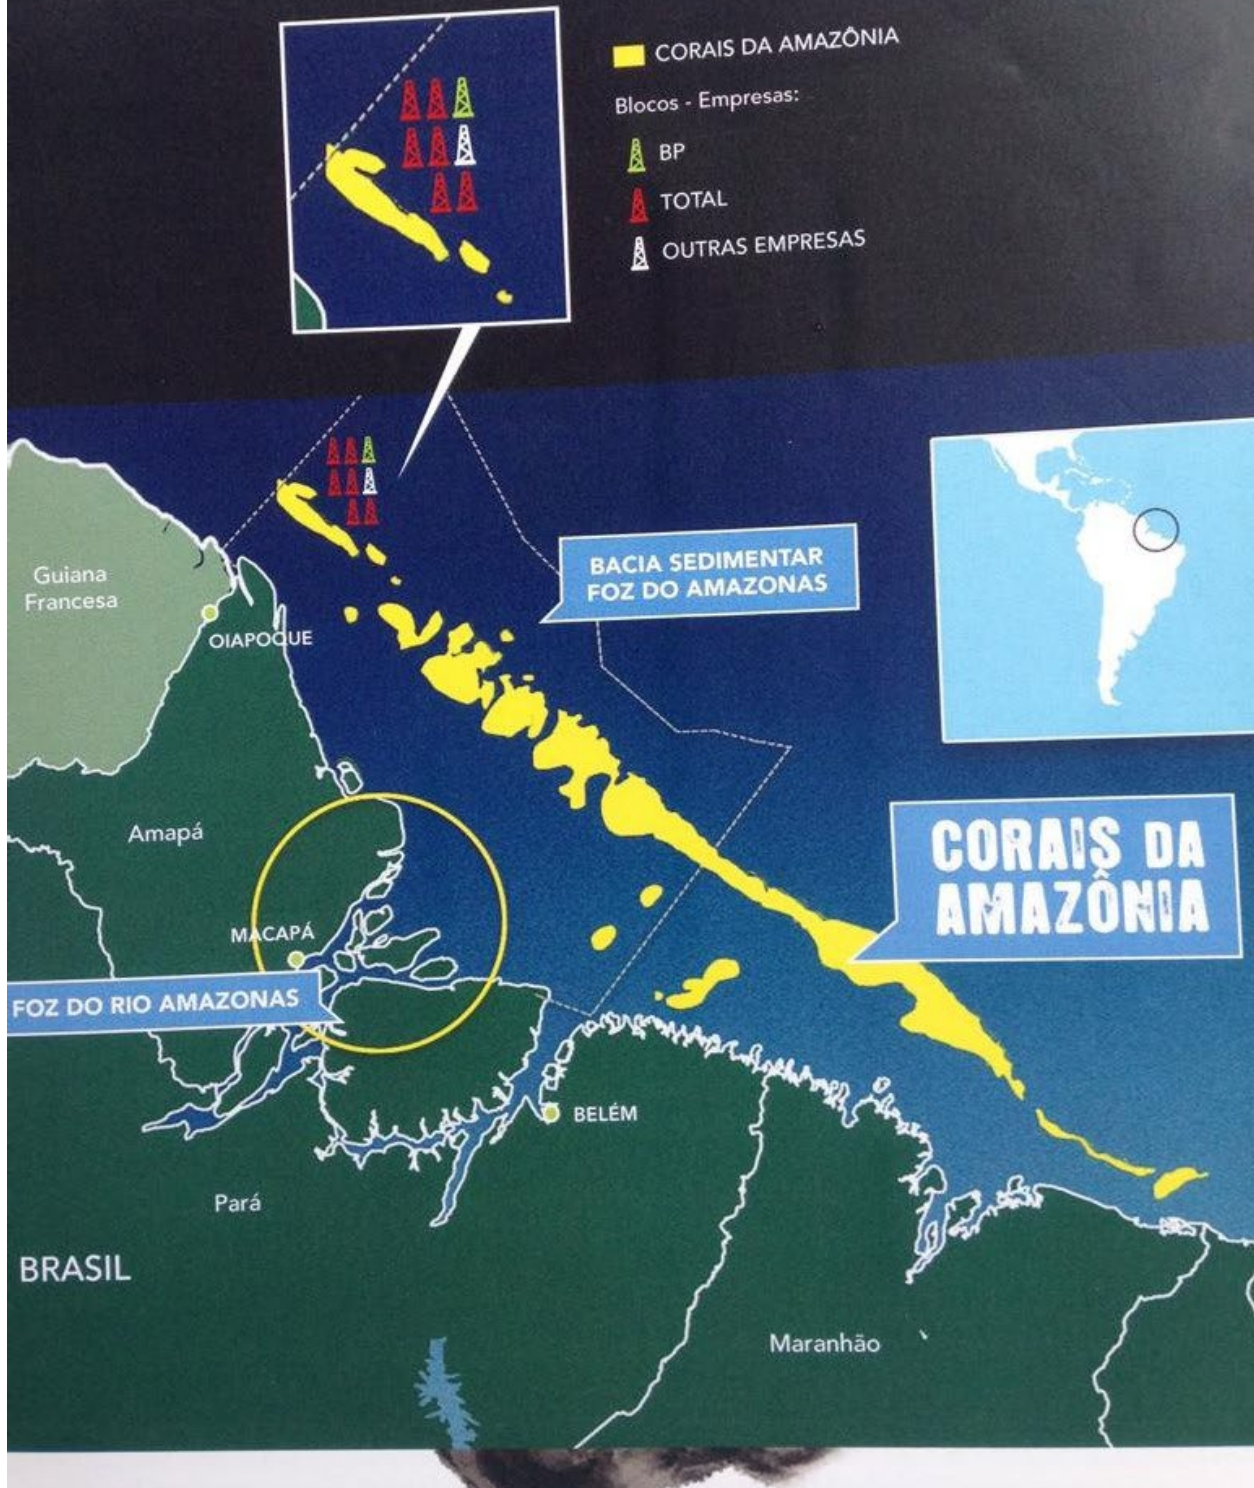 CORAIS DA AMAZÔNIA
Blocos - Empresas:
BP
TOTAL
OUTRAS EMPRESAS
BACIA SEDIMENTAR
FOZ DO AMAZONAS
Guiana
Francesa
OIAPOQUE
CORAIS DA
AMAZÔNIA
Amapá
MACAPÁ
FOZ DO RIO AMAZONAS
BELÉM
Pará
BRASIL
Maranhão